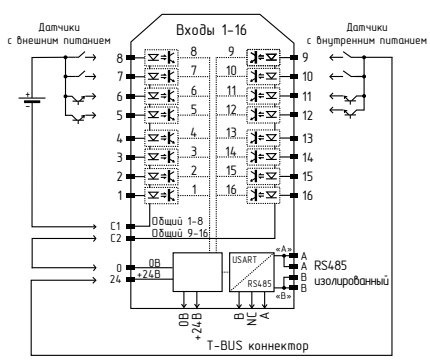 Датчики
с внешним питанием
Входы 1-16
Датчики
с внутренним питанием
8 8 9 9
7 7 10 10
6 6 11 11
5 5 12 12
4 4 13 13
3 3 14 14
2 2 15 15
1 1 16 16
+
-
C1 Общий 1-8
C2 Общий 9-16
«A»
0 0В USART A
24 +24В A RS485
RS485 B изолированный
B
«B»
0В +24В B NC A
T-BUS коннектор